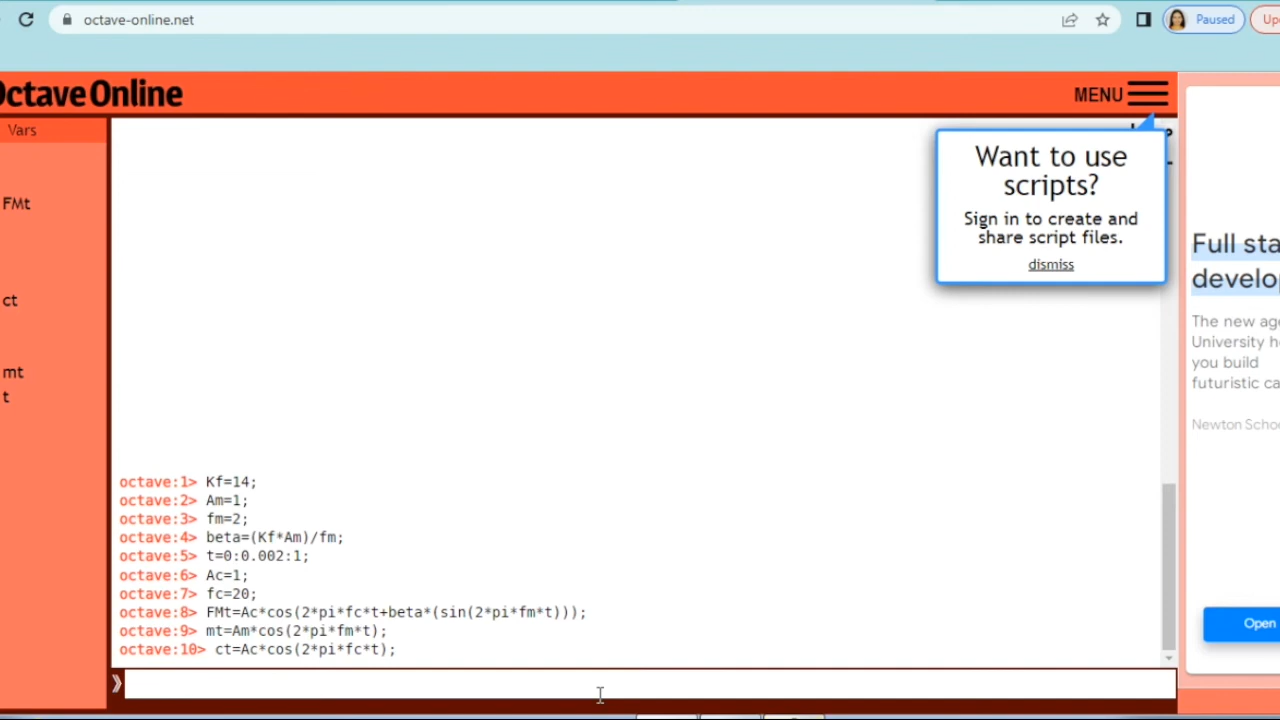 octave-online.net
Paused
Octave Online
MENU
Vars
FMt
ct
mt
t
Want to use
scripts?
Sign in to create and
share script files.
dismiss
octave:1> Kf=14;
octave:2> Am=1;
octave:3> fm=2;
octave:4> beta=(Kf*Am)/fm;
octave:5> t=0:0.002:1;
octave:6> Ac=1;
octave:7> fc=20;
octave:8> FMt=Ac*cos(2*pi*fc*t+beta*(sin(2*pi*fm*t)));
octave:9> mt=Am*cos(2*pi*fm*t);
octave:10> ct=Ac*cos(2*pi*fc*t);
》
Full sta
develo
The new ag
University h
you build
futuristic ca
Newton Schoo
Open